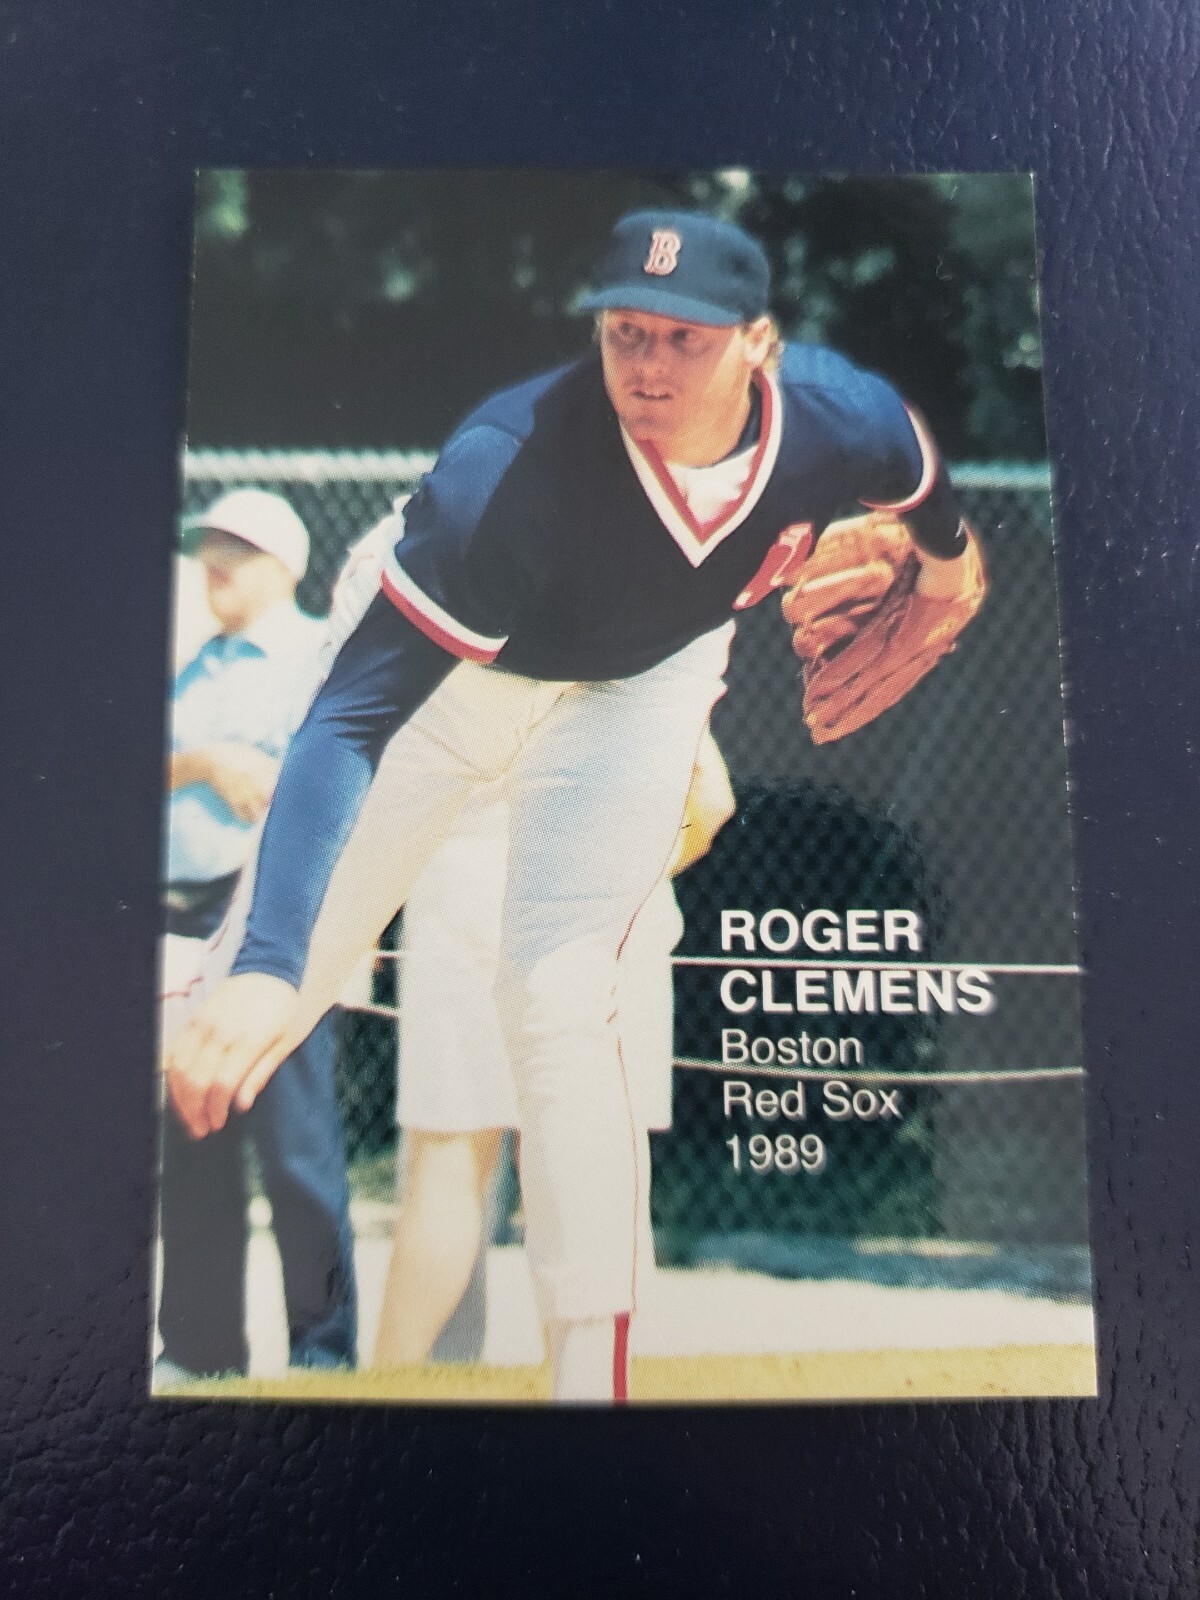 B
ROGER
CLEMENS
Boston
Red Sox
1989